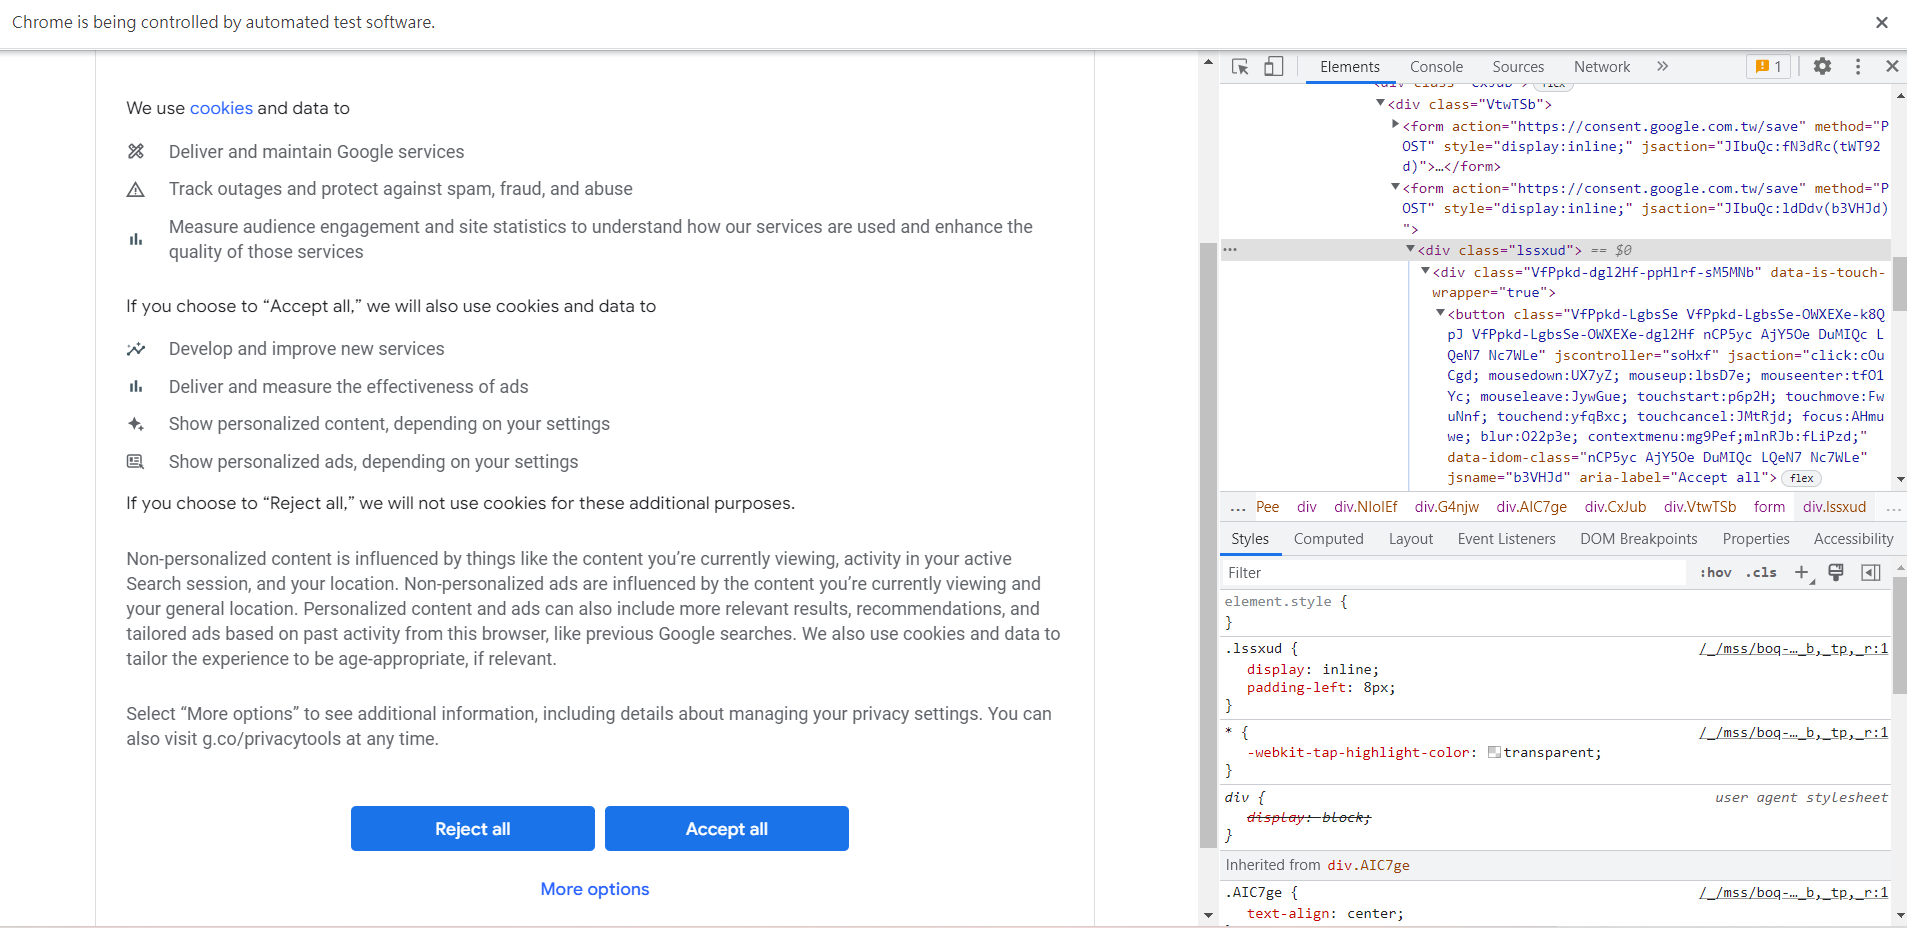 Chrome is being controlled by automated test software.
We use cookies and data to
Deliver and maintain Google services
Track outages and protect against spam, fraud, and abuse
Measure audience engagement and site statistics to understand how our services are used and enhance the
quality of those services
If you choose to “Accept all,” we will also use cookies and data to
Develop and improve new services
Deliver and measure the effectiveness of ads
Show personalized content, depending on your settings
Show personalized ads, depending on your settings
If you choose to “Reject all,” we will not use cookies for these additional purposes.
Non-personalized content is influenced by things like the content you’re currently viewing, activity in your active
Search session, and your location. Non-personalized ads are influenced by the content you’re currently viewing and
your general location. Personalized content and ads can also include more relevant results, recommendations, and
tailored ads based on past activity from this browser, like previous Google searches. We also use cookies and data to
tailor the experience to be age-appropriate, if relevant.
Select “More options” to see additional information, including details about managing your privacy settings. You can
also visit g.co/privacytools at any time.
Reject all Accept all
More options
Elements Console Sources Network » 1
<div class="CxJub"> flex
<div class="VtwTSb">
<form action="https://consent.google.com.tw/save" method="P
OST" style="display:inline;" jsaction="JIbuQc:fN3dRc(tWT92
d)">…</form>
<form action="https://consent.google.com.tw/save" method="P
OST" style="display:inline;" jsaction="JIbuQc:ldDdv(b3VHJd)
">
<div class="lssxud"> == $0
<div class="VfPpkd-dgl2Hf-ppHlrf-sM5MNb" data-is-touch-
wrapper="true">
<button class="VfPpkd-LgbsSe VfPpkd-LgbsSe-OWXEXe-k8Q
pJ VfPpkd-LgbsSe-OWXEXe-dgl2Hf nCP5yc AjY5Oe DuMIQc L
QeN7 Nc7WLe" jscontroller="soHxf" jsaction="click:cOu
Cgd; mousedown:UX7yZ; mouseup:lbsD7e; mouseenter:tfO1
Yc; mouseleave:JywGue; touchstart:p6p2H; touchmove:Fw
uNnf; touchend:yfqBxc; touchcancel:JMtRjd; focus:AHmu
we; blur:O22p3e; contextmenu:mg9Pef;mlnRJb:fLiPzd;"
data-idom-class="nCP5yc AjY5Oe DuMIQc LQeN7 Nc7WLe"
jsname="b3VHJd" aria-label="Accept all"> flex
… Pee div div.NIoIEf div.G4njw div.AIC7ge div.CxJub div.VtwTSb form div.lssxud …
Styles Computed Layout Event Listeners DOM Breakpoints Properties Accessibility
Filter :hov .cls +
element.style {
}
.lssxud { /_/mss/boq-…_b,_tp,_r:1
display: inline;
padding-left: 8px;
}
* { /_/mss/boq-…_b,_tp,_r:1
-webkit-tap-highlight-color: transparent;
}
div { user agent stylesheet
display: block;
}
Inherited from div.AIC7ge
.AIC7ge { /_/mss/boq-…_b,_tp,_r:1
text-align: center;